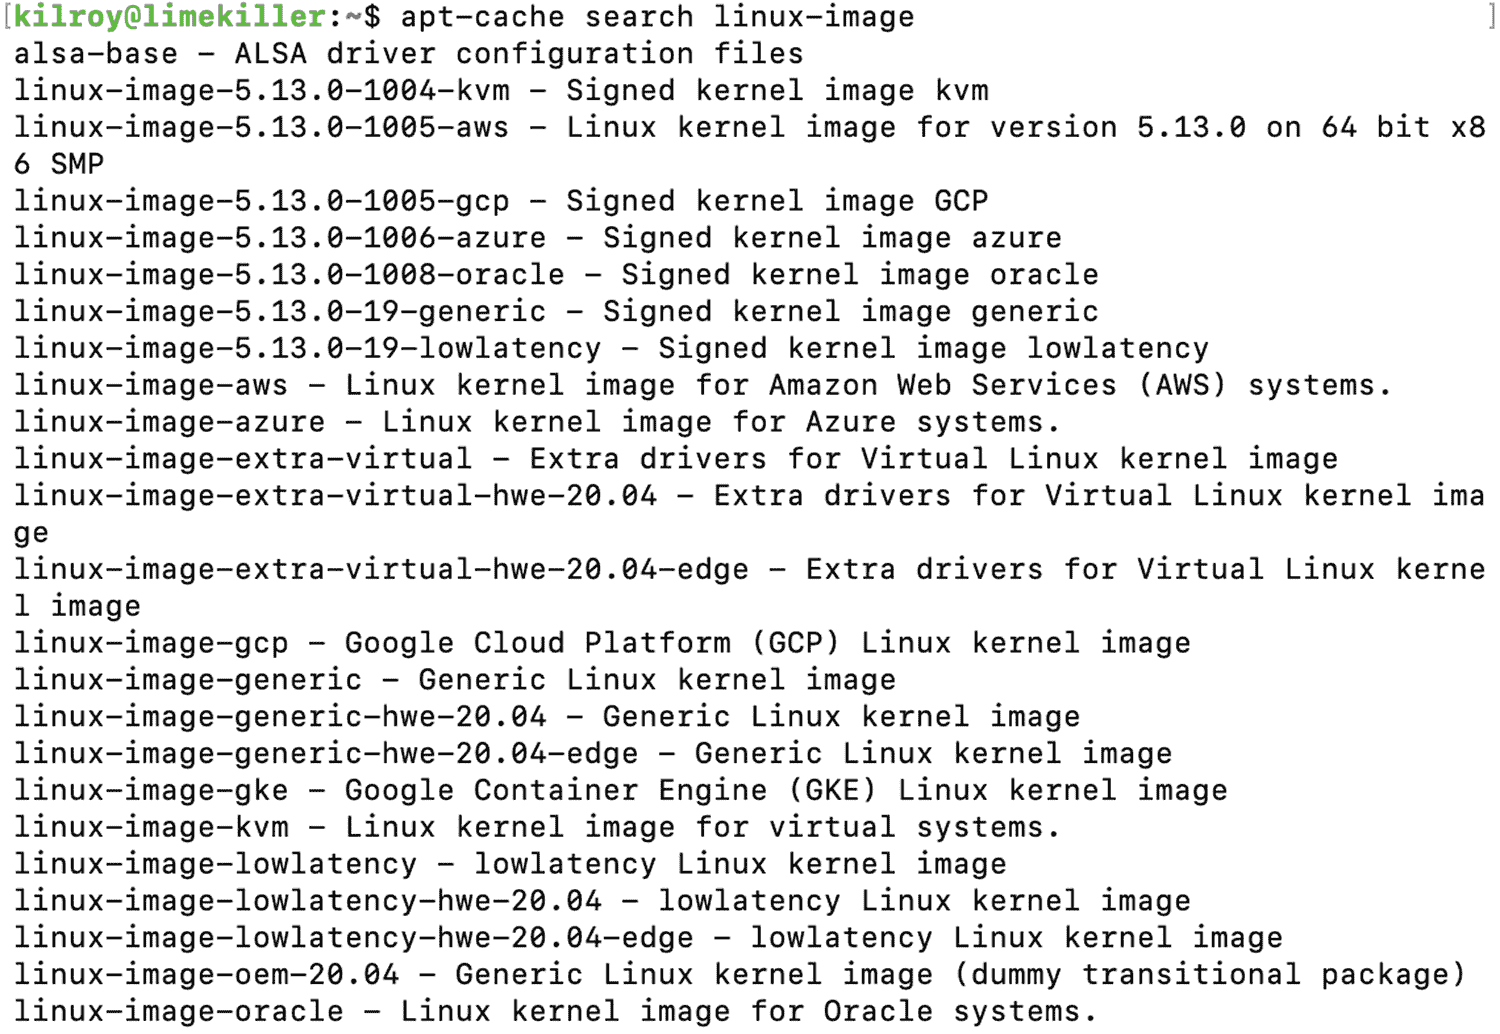 [kilroy@limekiller:~$ apt-cache search linux-image ]
alsa-base - ALSA driver configuration files
linux-image-5.13.0-1004-kvm - Signed kernel image kvm
linux-image-5.13.0-1005-aws - Linux kernel image for version 5.13.0 on 64 bit x8
6 SMP
linux-image-5.13.0-1005-gcp - Signed kernel image GCP
linux-image-5.13.0-1006-azure - Signed kernel image azure
linux-image-5.13.0-1008-oracle - Signed kernel image oracle
linux-image-5.13.0-19-generic - Signed kernel image generic
linux-image-5.13.0-19-lowlatency - Signed kernel image lowlatency
linux-image-aws - Linux kernel image for Amazon Web Services (AWS) systems.
linux-image-azure - Linux kernel image for Azure systems.
linux-image-extra-virtual - Extra drivers for Virtual Linux kernel image
linux-image-extra-virtual-hwe-20.04 - Extra drivers for Virtual Linux kernel ima
ge
linux-image-extra-virtual-hwe-20.04-edge - Extra drivers for Virtual Linux kerne
l image
linux-image-gcp - Google Cloud Platform (GCP) Linux kernel image
linux-image-generic - Generic Linux kernel image
linux-image-generic-hwe-20.04 - Generic Linux kernel image
linux-image-generic-hwe-20.04-edge - Generic Linux kernel image
linux-image-gke - Google Container Engine (GKE) Linux kernel image
linux-image-kvm - Linux kernel image for virtual systems.
linux-image-lowlatency - lowlatency Linux kernel image
linux-image-lowlatency-hwe-20.04 - lowlatency Linux kernel image
linux-image-lowlatency-hwe-20.04-edge - lowlatency Linux kernel image
linux-image-oem-20.04 - Generic Linux kernel image (dummy transitional package)
linux-image-oracle - Linux kernel image for Oracle systems.